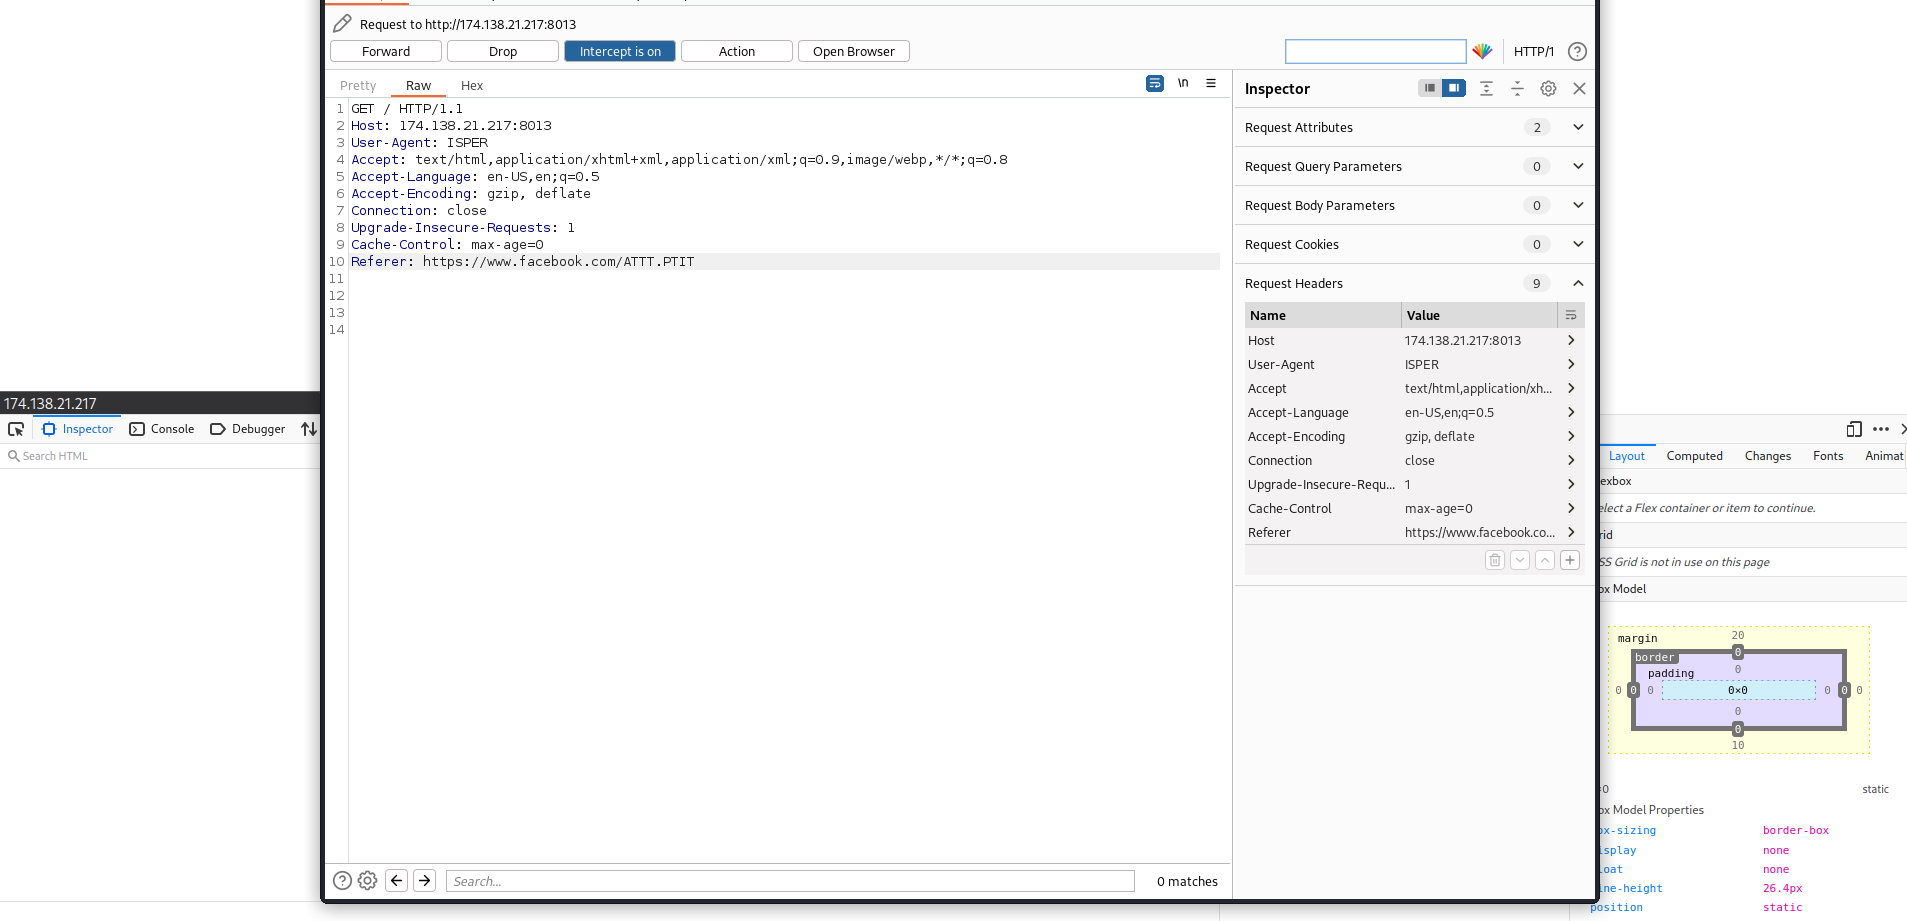 Request to http://174.138.21.217:8013
Forward Drop Intercept is on Action Open Browser HTTP/1 ?
Pretty Raw Hex \n
1 GET / HTTP/1.1
2 Host: 174.138.21.217:8013
3 User-Agent: ISPER
4 Accept: text/html,application/xhtml+xml,application/xml;q=0.9,image/webp,*/*;q=0.8
5 Accept-Language: en-US,en;q=0.5
6 Accept-Encoding: gzip, deflate
7 Connection: close
8 Upgrade-Insecure-Requests: 1
9 Cache-Control: max-age=0
10 Referer: https://www.facebook.com/ATTT.PTIT
11
12
13
14
? Search... 0 matches
Inspector
Request Attributes 2
Request Query Parameters 0
Request Body Parameters 0
Request Cookies 0
Request Headers 9
Name Value
Host 174.138.21.217:8013
User-Agent ISPER
Accept text/html,application/xh...
Accept-Language en-US,en;q=0.5
Accept-Encoding gzip, deflate
Connection close
Upgrade-Insecure-Requ... 1
Cache-Control max-age=0
Referer https://www.facebook.co...
174.138.21.217
Inspector Console Debugger
Search HTML
Layout Computed Changes Fonts Animat
exbox
elect a Flex container or item to continue.
rid
SS Grid is not in use on this page
ox Model
margin 20
border 0
padding 0
0 0 0 0×0 0 0 0
0
0
10
×0 static
ox Model Properties
ox-sizing border-box
isplay none
loat none
ine-height 26.4px
position static